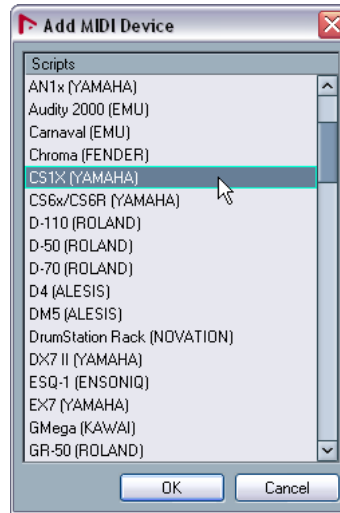 Add MIDI Device
Scripts
AN1x (YAMAHA)
Audity 2000 (EMU)
Carnaval (EMU)
Chroma (FENDER)
CS1X (YAMAHA)
CS6x/CS6R (YAMAHA)
D-110 (ROLAND)
D-50 (ROLAND)
D-70 (ROLAND)
D4 (ALESIS)
DM5 (ALESIS)
DrumStation Rack (NOVATION)
DX7 II (YAMAHA)
ESQ-1 (ENSONIQ)
EX7 (YAMAHA)
GMega (KAWAI)
GR-50 (ROLAND)
OK Cancel